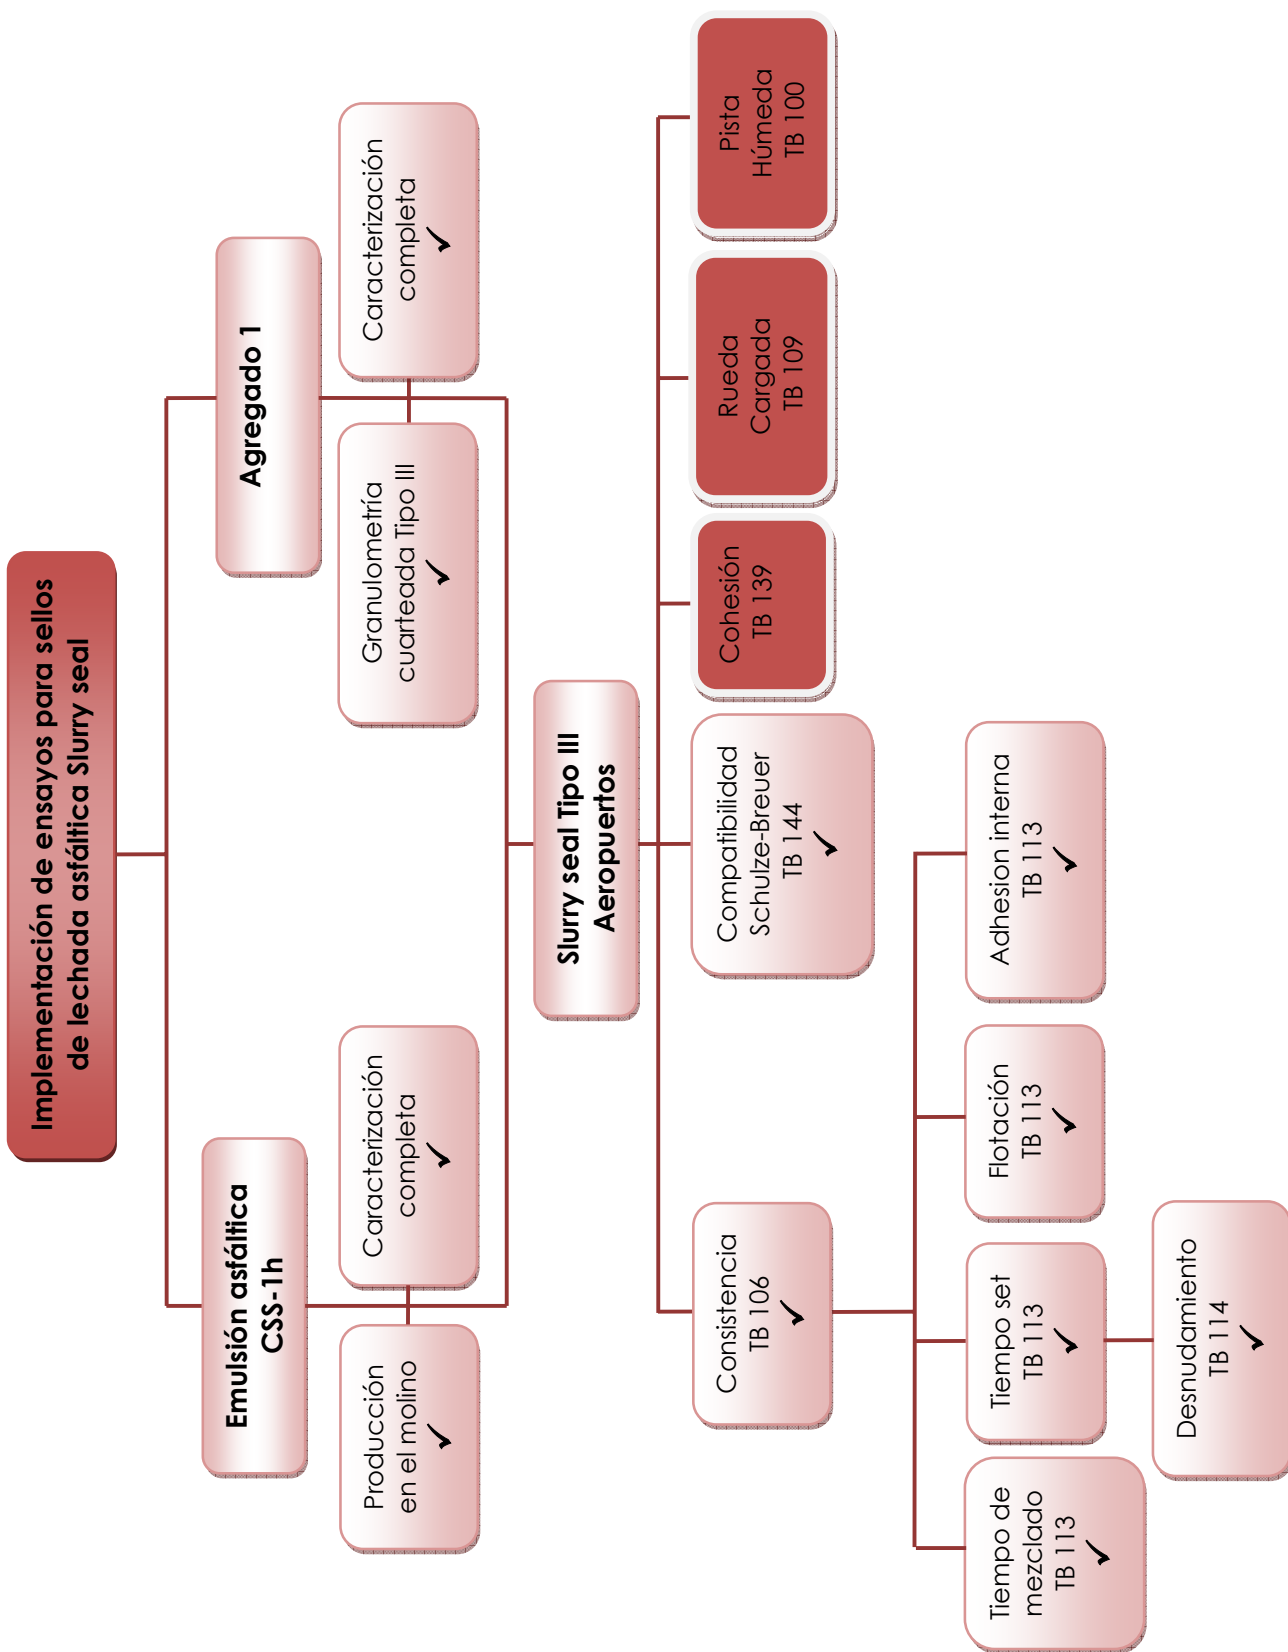 Implementación de ensayos para sellos
de lechada asfáltica Slurry seal
Emulsión asfáltica
CSS-1h
Agregado 1
Producción
en el molino
✓
Caracterización
completa
✓
Granulometría
cuarteada Tipo III
✓
Caracterización
completa
✓
Slurry seal Tipo III
Aeropuertos
Consistencia
TB 106
✓
Compatibilidad
Schulze-Breuer
TB 144
✓
Cohesión
TB 139
Rueda
Cargada
TB 109
Pista
Húmeda
TB 100
Tiempo de
mezclado
TB 113
✓
Tiempo set
TB 113
✓
Flotación
TB 113
✓
Adhesion interna
TB 113
✓
Desnudamiento
TB 114
✓